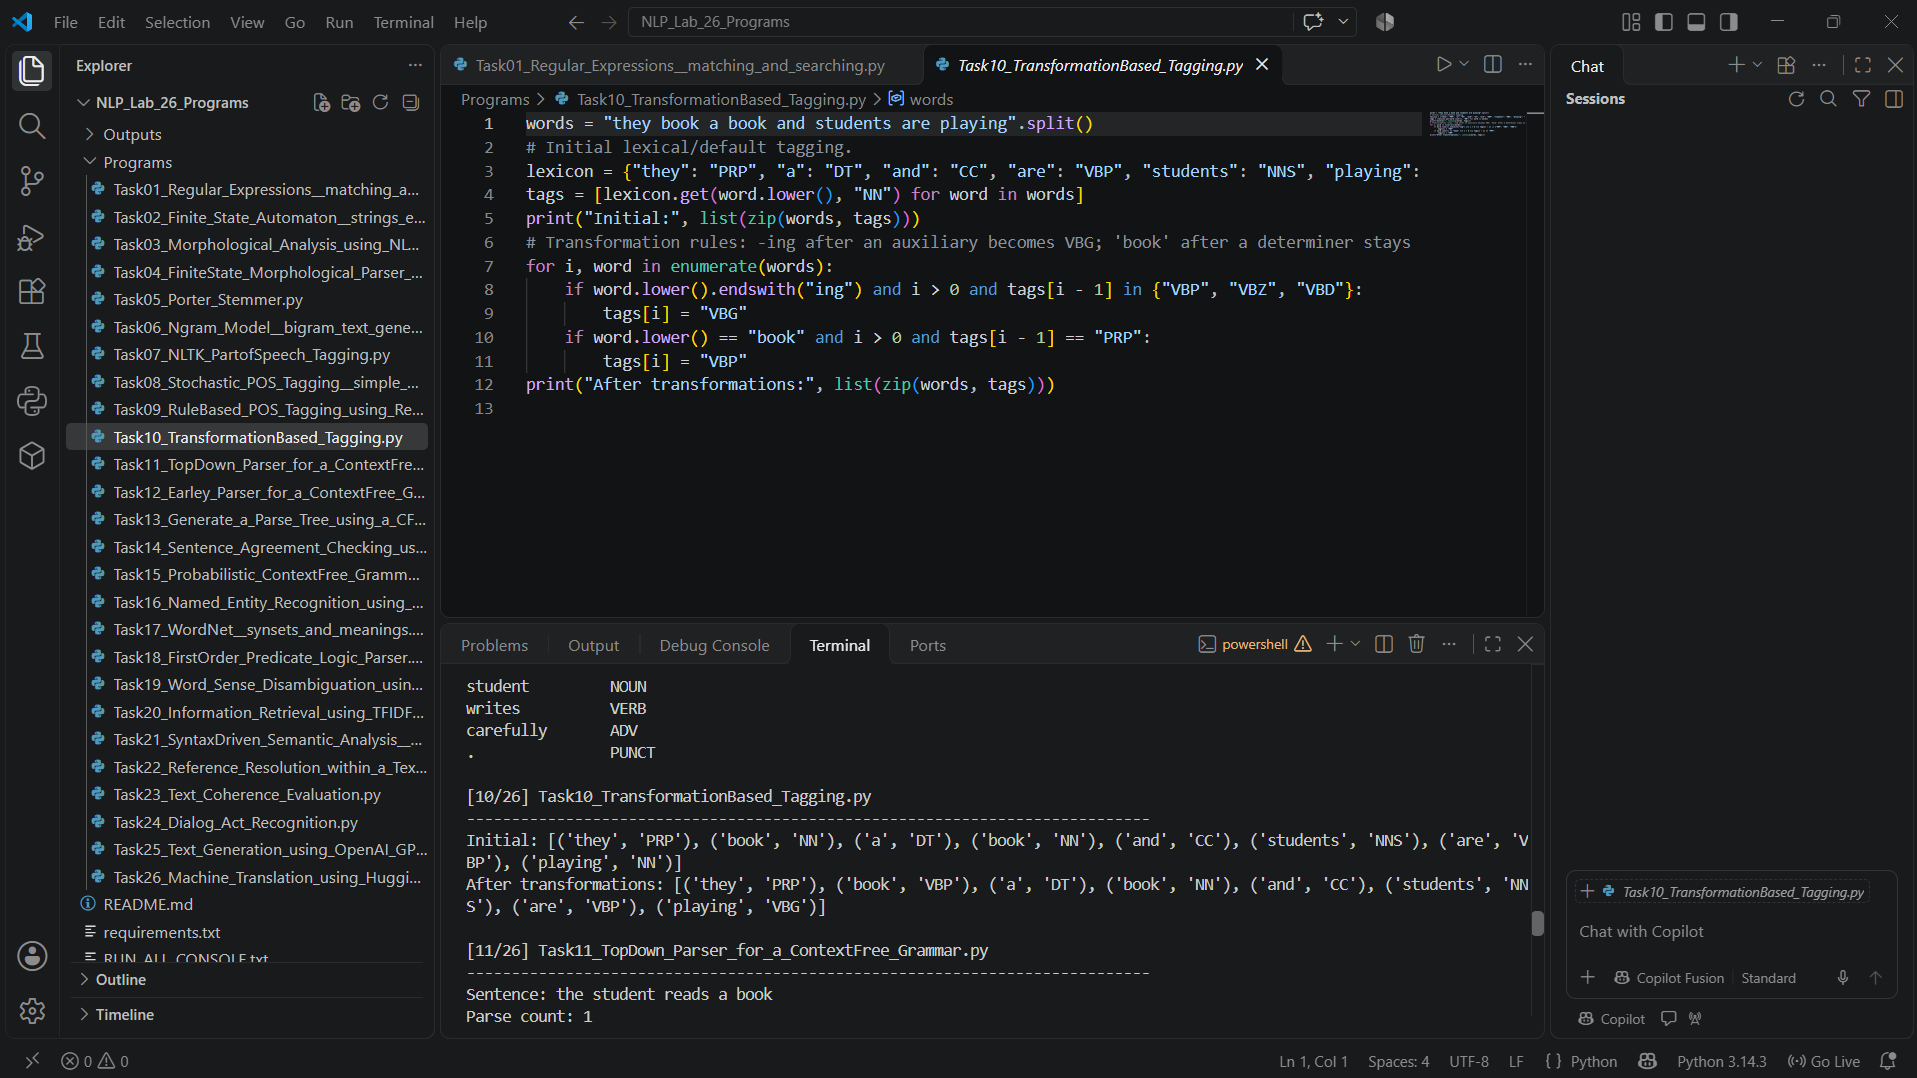 File Edit Selection View Go Run Terminal Help
NLP_Lab_26_Programs
Explorer
NLP_Lab_26_Programs
Outputs
Programs
Task01_Regular_Expressions__matching_a...
Task02_Finite_State_Automaton__strings_e...
Task03_Morphological_Analysis_using_NL...
Task04_FiniteState_Morphological_Parser_...
Task05_Porter_Stemmer.py
Task06_Ngram_Model__bigram_text_gene...
Task07_NLTK_PartofSpeech_Tagging.py
Task08_Stochastic_POS_Tagging__simple_...
Task09_RuleBased_POS_Tagging_using_Re...
Task10_TransformationBased_Tagging.py
Task11_TopDown_Parser_for_a_ContextFre...
Task12_Earley_Parser_for_a_ContextFree_G...
Task13_Generate_a_Parse_Tree_using_a_CF...
Task14_Sentence_Agreement_Checking_us...
Task15_Probabilistic_ContextFree_Gramm...
Task16_Named_Entity_Recognition_using_...
Task17_WordNet__synsets_and_meanings....
Task18_FirstOrder_Predicate_Logic_Parser....
Task19_Word_Sense_Disambiguation_usin...
Task20_Information_Retrieval_using_TFIDF...
Task21_SyntaxDriven_Semantic_Analysis__...
Task22_Reference_Resolution_within_a_Tex...
Task23_Text_Coherence_Evaluation.py
Task24_Dialog_Act_Recognition.py
Task25_Text_Generation_using_OpenAI_GP...
Task26_Machine_Translation_using_Huggi...
README.md
requirements.txt
RUN_ALL_CONSOLE.txt
Outline
Timeline
Task01_Regular_Expressions__matching_and_searching.py Task10_TransformationBased_Tagging.py
Programs > Task10_TransformationBased_Tagging.py > words
1 words = "they book a book and students are playing".split()
2 # Initial lexical/default tagging.
3 lexicon = {"they": "PRP", "a": "DT", "and": "CC", "are": "VBP", "students": "NNS", "playing":
4 tags = [lexicon.get(word.lower(), "NN") for word in words]
5 print("Initial:", list(zip(words, tags)))
6 # Transformation rules: -ing after an auxiliary becomes VBG; 'book' after a determiner stays
7 for i, word in enumerate(words):
8 if word.lower().endswith("ing") and i > 0 and tags[i - 1] in {"VBP", "VBZ", "VBD"}:
9 tags[i] = "VBG"
10 if word.lower() == "book" and i > 0 and tags[i - 1] == "PRP":
11 tags[i] = "VBP"
12 print("After transformations:", list(zip(words, tags)))
13
Problems Output Debug Console Terminal Ports
powershell
student NOUN
writes VERB
carefully ADV
. PUNCT
[10/26] Task10_TransformationBased_Tagging.py
----------------------------------------------------------------------------
Initial: [('they', 'PRP'), ('book', 'NN'), ('a', 'DT'), ('book', 'NN'), ('and', 'CC'), ('students', 'NNS'), ('are', 'V
BP'), ('playing', 'NN')]
After transformations: [('they', 'PRP'), ('book', 'VBP'), ('a', 'DT'), ('book', 'NN'), ('and', 'CC'), ('students', 'NN
S'), ('are', 'VBP'), ('playing', 'VBG')]
[11/26] Task11_TopDown_Parser_for_a_ContextFree_Grammar.py
----------------------------------------------------------------------------
Sentence: the student reads a book
Parse count: 1
Chat
Sessions
Task10_TransformationBased_Tagging.py
Chat with Copilot
Copilot Fusion Standard
Copilot
0 0
Ln 1, Col 1 Spaces: 4 UTF-8 LF { } Python Python 3.14.3 Go Live